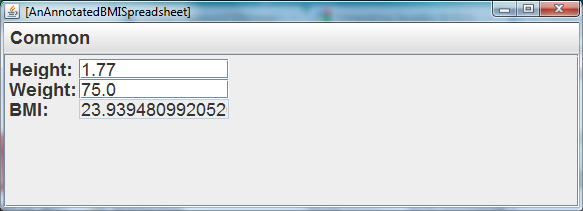 [AnAnnotatedBMISpreadsheet]
Common
Height: 1.77
Weight: 75.0
BMI: 23.939480992052